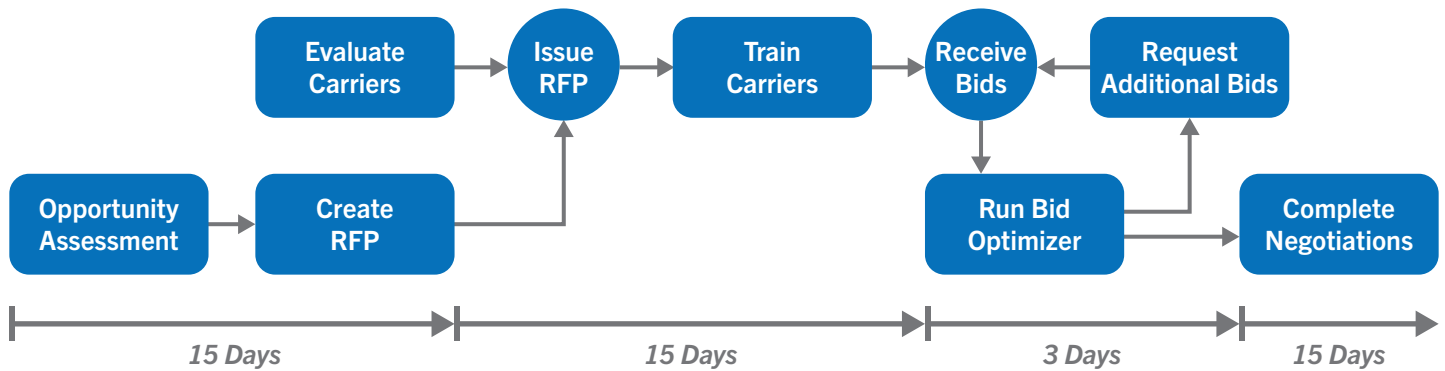 Evaluate
Carriers
Issue
RFP
Train
Carriers
Receive
Bids
Request
Additional Bids
Opportunity
Assessment
Create
RFP
Run Bid
Optimizer
Complete
Negotiations
15 Days
15 Days
3 Days
15 Days